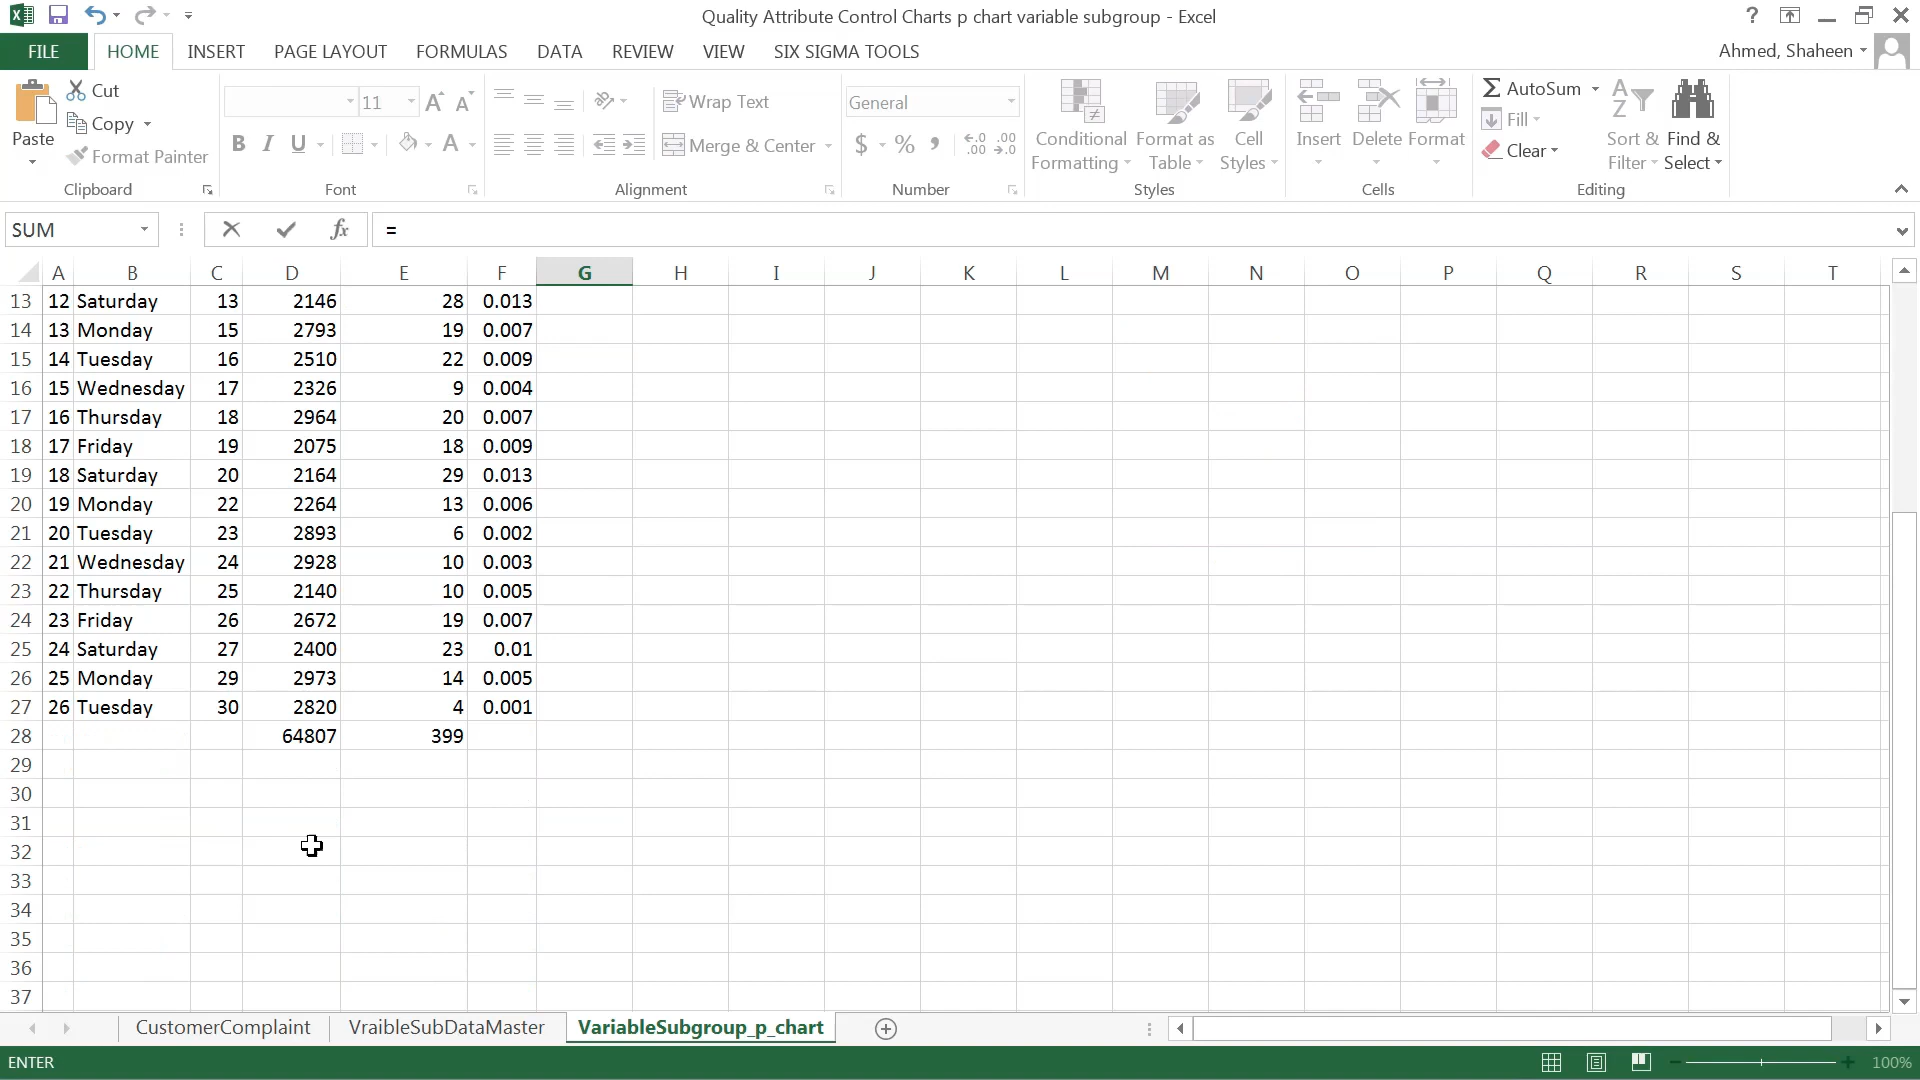 Quality Attribute Control Charts p chart variable subgroup - Excel
FILE HOME INSERT PAGE LAYOUT FORMULAS DATA REVIEW VIEW SIX SIGMA TOOLS Ahmed, Shaheen
Paste Cut Copy Format Painter Clipboard
11 A A B I U A Font
Wrap Text Merge & Center Alignment
General $ % , .0 .00 .00 .0 Number
Conditional Formatting Format as Table Cell Styles Styles
Insert Delete Format Cells
AutoSum Fill Clear Sort & Filter Find & Select Editing
SUM fx =
A B C D E F G H I J K L M N O P Q R S T
13 12 Saturday 13 2146 28 0.013
14 13 Monday 15 2793 19 0.007
15 14 Tuesday 16 2510 22 0.009
16 15 Wednesday 17 2326 9 0.004
17 16 Thursday 18 2964 20 0.007
18 17 Friday 19 2075 18 0.009
19 18 Saturday 20 2164 29 0.013
20 19 Monday 22 2264 13 0.006
21 20 Tuesday 23 2893 6 0.002
22 21 Wednesday 24 2928 10 0.003
23 22 Thursday 25 2140 10 0.005
24 23 Friday 26 2672 19 0.007
25 24 Saturday 27 2400 23 0.01
26 25 Monday 29 2973 14 0.005
27 26 Tuesday 30 2820 4 0.001
28 64807 399
29
30
31
32
33
34
35
36
37
CustomerComplaint VraibleSubDataMaster VariableSubgroup_p_chart
ENTER 100%